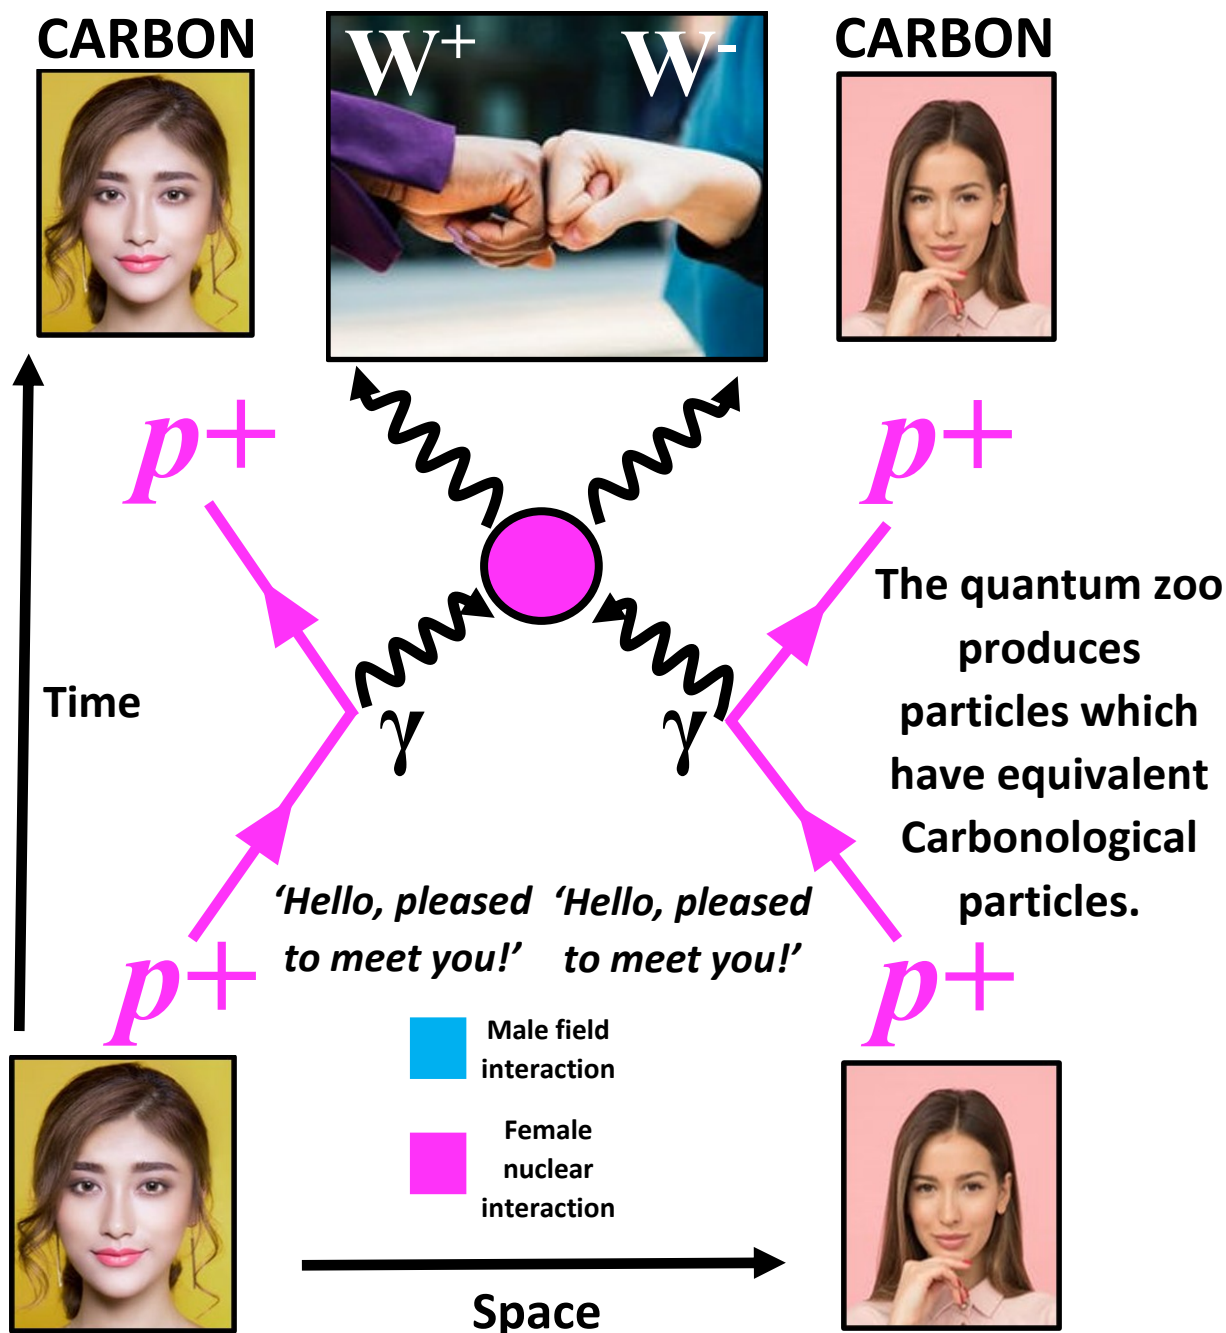 CARBON
W+
W-
CARBON
p+
p+
The quantum zoo
produces
particles which
have equivalent
Carbonological
particles.
Time
γ
γ
‘Hello, pleased
to meet you!’
‘Hello, pleased
to meet you!’
p+
p+
Male field
interaction
Female
nuclear
interaction
Space